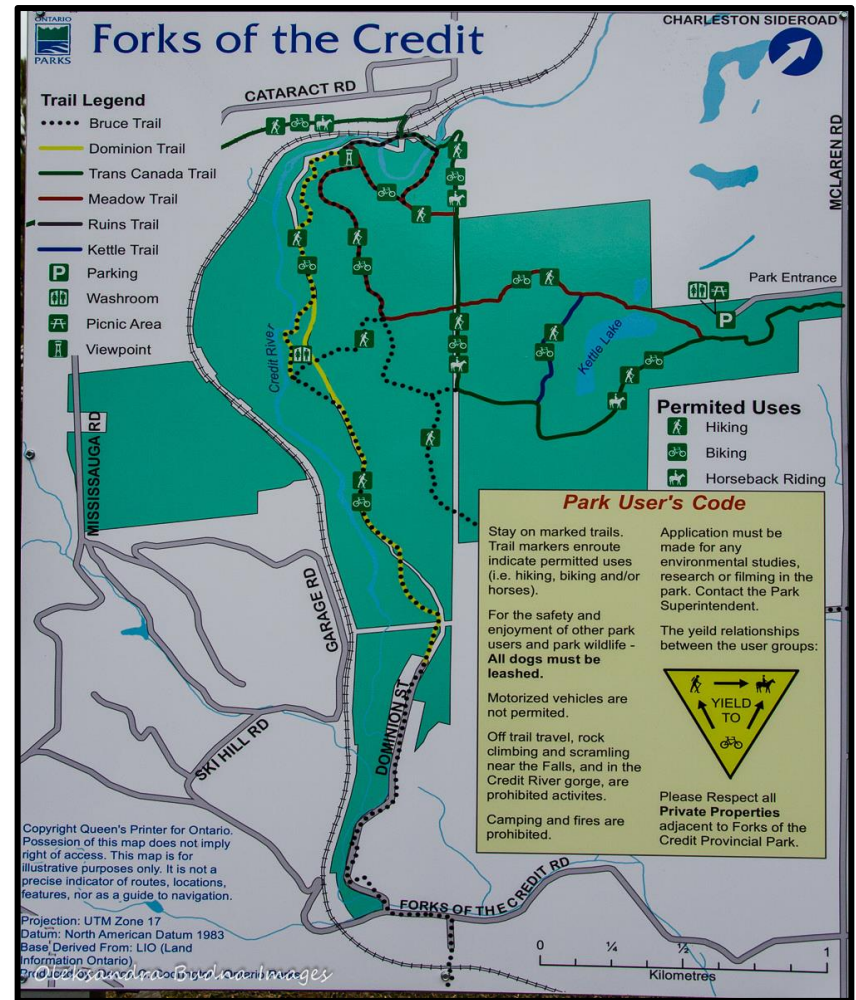 ONTARIO
PARKS
Forks of the Credit
CHARLESTON SIDEROAD
CATARACT RD
MCLAREN RD
Trail Legend
Bruce Trail
Dominion Trail
Trans Canada Trail
Meadow Trail
Ruins Trail
Kettle Trail
P Parking
Washroom
Picnic Area
Viewpoint
Park Entrance
P
Credit River
Kettle Lake
MISSISSAUGA RD
GARAGE RD
SKI HILL RD
DOMINION ST
FORKS OF THE CREDIT RD
Permited Uses
Hiking
Biking
Horseback Riding
Park User's Code
Stay on marked trails.
Trail markers enroute
indicate permitted uses
(i.e. hiking, biking and/or
horses).
For the safety and
enjoyment of other park
users and park wildlife -
All dogs must be
leashed.
Motorized vehicles are
not permitted.
Off trail travel, rock
climbing and scramling
near the Falls, and in the
Credit River gorge, are
prohibited activites.
Camping and fires are
prohibited.
Application must be
made for any
environmental studies,
research or filming in the
park. Contact the Park
Superintendent.
The yeild relationships
between the user groups:
YIELD
TO
Please Respect all
Private Properties
adjacent to Forks of the
Credit Provincial Park.
Copyright Queen's Printer for Ontario.
Possesion of this map does not imply
right of access. This map is for
illustrative purposes only. It is not a
precise indicator of routes, locations,
features, nor as a guide to navigation.
Projection: UTM Zone 17
Datum: North American Datum 1983
Base Derived From: LIO (Land
Information Ontario)
0 ¼ ½ 1
Kilometres